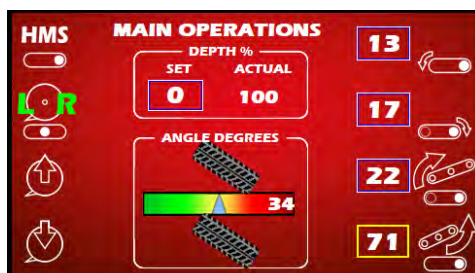 HMS
MAIN OPERATIONS
DEPTH %
SET ACTUAL
0 100
L R
ANGLE DEGREES
34
13
17
22
71